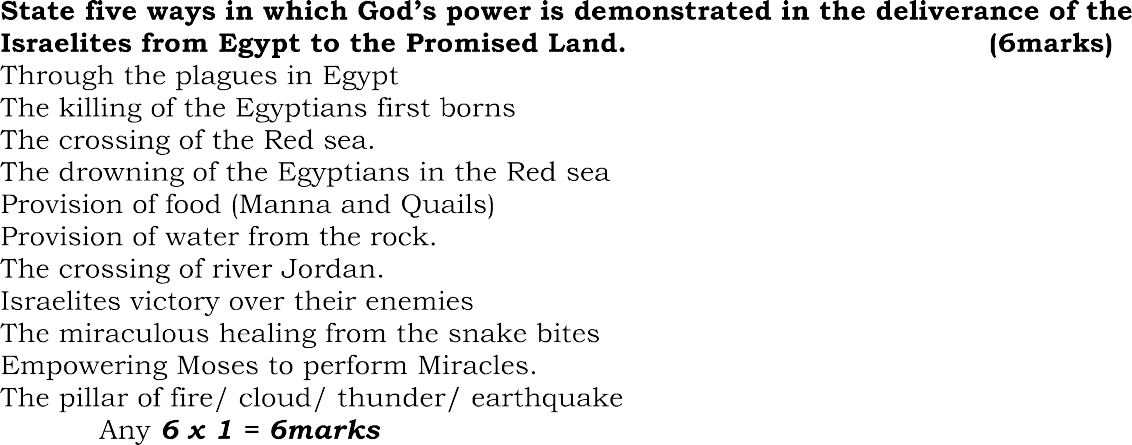 State five ways in which God’s power is demonstrated in the deliverance of the
Israelites from Egypt to the Promised Land. (6marks)
Through the plagues in Egypt
The killing of the Egyptians first borns
The crossing of the Red sea.
The drowning of the Egyptians in the Red sea
Provision of food (Manna and Quails)
Provision of water from the rock.
The crossing of river Jordan.
Israelites victory over their enemies
The miraculous healing from the snake bites
Empowering Moses to perform Miracles.
The pillar of fire/ cloud/ thunder/ earthquake
Any 6 x 1 = 6marks